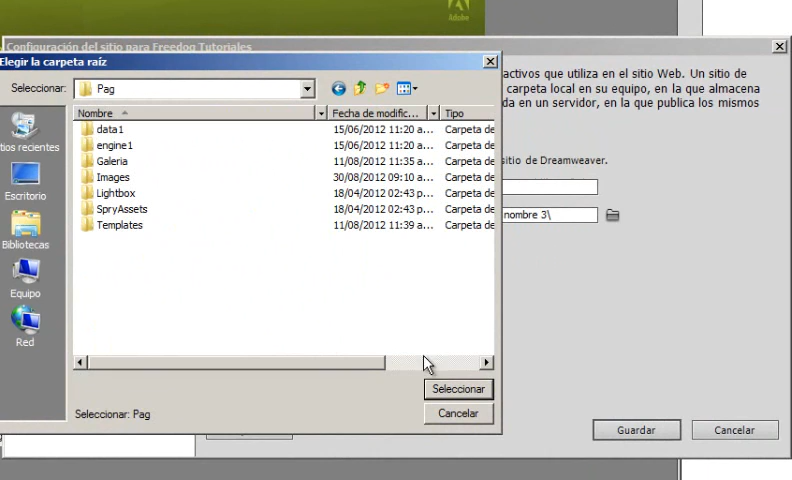 Adobe
Configuración del sitio para Freedog Tutoriales
Elegir la carpeta raíz
Seleccionar: Pag
Nombre Fecha de modific... Tipo
data1 15/06/2012 11:20 a... Carpeta de
engine1 15/06/2012 11:20 a... Carpeta de
Galeria 11/08/2012 11:35 a... Carpeta de
Images 30/08/2012 09:10 a... Carpeta de
Lightbox 18/04/2012 02:43 p... Carpeta de
SpryAssets 18/04/2012 02:43 p... Carpeta de
Templates 11/08/2012 11:39 a... Carpeta de
tios recientes
Escritorio
Bibliotecas
Equipo
Red
Seleccionar
Seleccionar: Pag
Cancelar
activos que utiliza en el sitio Web. Un sitio de
carpeta local en su equipo, en la que almacena
da en un servidor, en la que publica los mismos
sitio de Dreamweaver.
nombre 3\
Guardar Cancelar